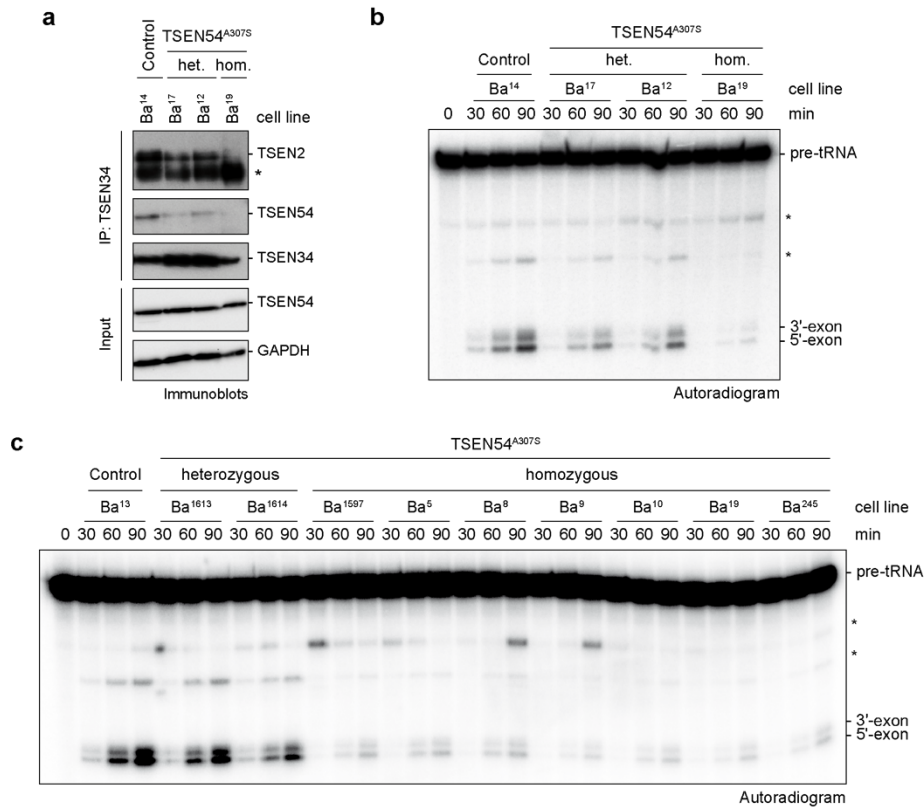 a
Control
TSEN54A307S
het. hom.
Ba14 Ba17 Ba12 Ba19 cell line
IP: TSEN34
TSEN2
*
TSEN54
TSEN34
Input
TSEN54
GAPDH
Immunoblots
b
TSEN54A307S
Control het. hom.
Ba14 Ba17 Ba12 Ba19 cell line
0 30 60 90 30 60 90 30 60 90 30 60 90 min
pre-tRNA
*
*
3'-exon
5'-exon
Autoradiogram
c
TSEN54A307S
Control heterozygous homozygous
Ba13 Ba1613 Ba1614 Ba1597 Ba5 Ba8 Ba9 Ba10 Ba19 Ba245 cell line
0 30 60 90 30 60 90 30 60 90 30 60 90 30 60 90 30 60 90 30 60 90 30 60 90 30 60 90 30 60 90 min
pre-tRNA
*
*
3'-exon
5'-exon
Autoradiogram